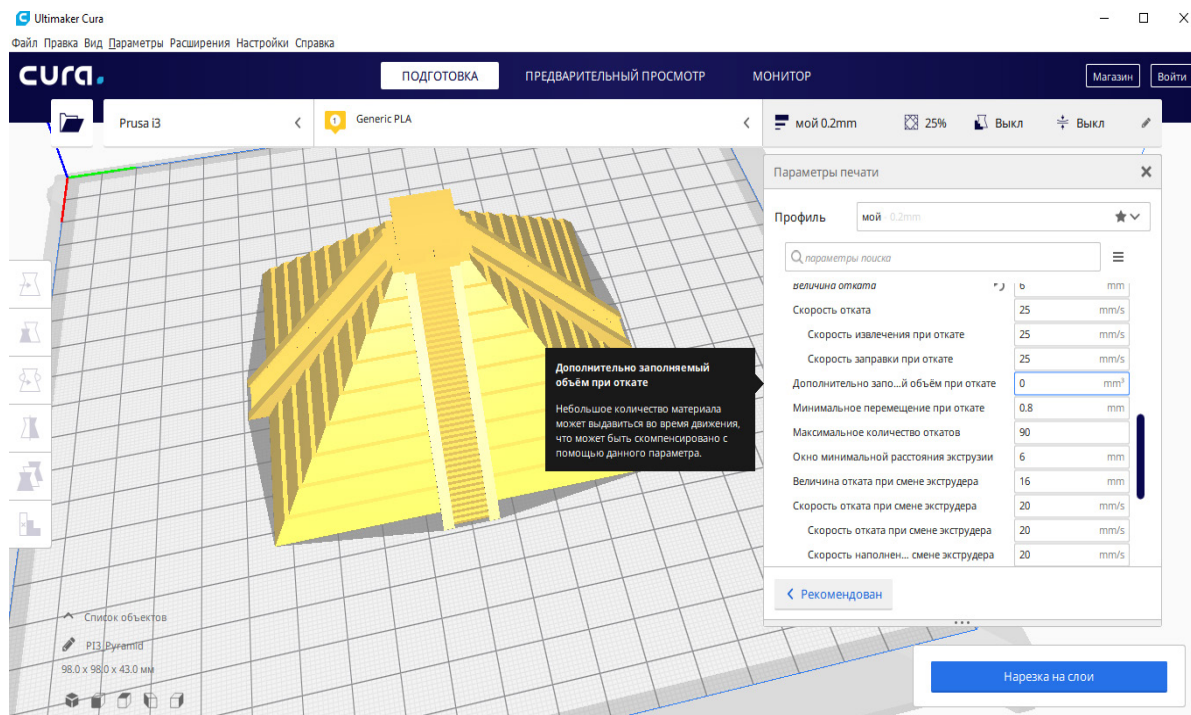 Ultimaker Cura
Файл Правка Вид Параметры Расширения Настройки Справка
cura.
ПОДГОТОВКА
ПРЕДВАРИТЕЛЬНЫЙ ПРОСМОТР
МОНИТОР
Магазин
Войти
Prusa i3
1
Generic PLA
мой 0.2mm
25%
Выкл
Выкл
Параметры печати
Профиль
мой - 0.2mm
параметры поиска
Величина отката 6 mm
Скорость отката 25 mm/s
Скорость извлечения при откате 25 mm/s
Скорость заправки при откате 25 mm/s
Дополнительно запо...й объём при откате 0 mm³
Минимальное перемещение при откате 0.8 mm
Максимальное количество откатов 90
Окно минимальной расстояния экструзии 6 mm
Величина отката при смене экструдера 16 mm
Скорость отката при смене экструдера 20 mm/s
Скорость отката при смене экструдера 20 mm/s
Скорость наполнен... смене экструдера 20 mm/s
Дополнительно заполняемый
объём при откате
Небольшое количество материала
может выдавиться во время движения,
что может быть скомпенсировано с
помощью данного параметра.
Рекомендован
Список объектов
PI3_Pyramid
98.0 x 98.0 x 43.0 мм
Нарезка на слои